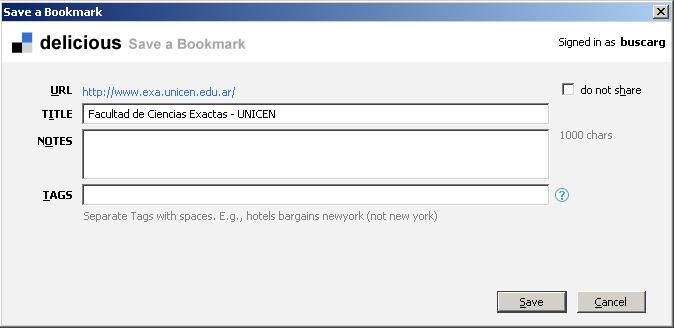 Save a Bookmark
delicious Save a Bookmark
Signed in as buscarg
URL http://www.exa.unicen.edu.ar/
do not share
TITLE Facultad de Ciencias Exactas - UNICEN
NOTES
1000 chars
TAGS
?
Separate Tags with spaces. E.g., hotels bargains newyork (not new york)
Save Cancel